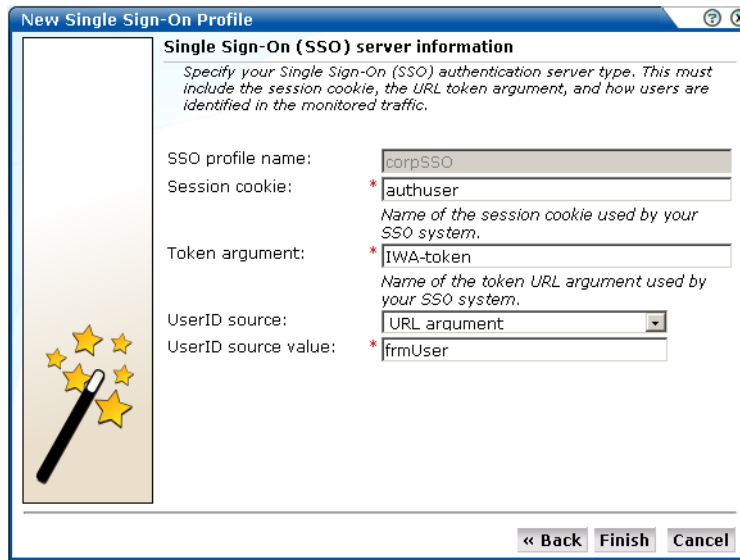 New Single Sign-On Profile
Single Sign-On (SSO) server information
Specify your Single Sign-On (SSO) authentication server type. This must
include the session cookie, the URL token argument, and how users are
identified in the monitored traffic.
SSO profile name: corpSSO
Session cookie: * authuser
Name of the session cookie used by your
SSO system.
Token argument: * IWA-token
Name of the token URL argument used by
your SSO system.
UserID source: URL argument
UserID source value: * frmUser
« Back Finish Cancel